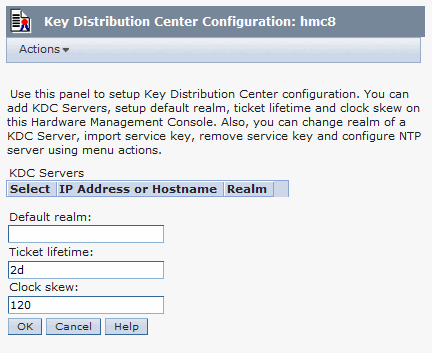 Key Distribution Center Configuration: hmc8
Actions
Use this panel to setup Key Distribution Center configuration. You can
add KDC Servers, setup default realm, ticket lifetime and clock skew on
this Hardware Management Console. Also, you can change realm of a
KDC Server, import service key, remove service key and configure NTP
server using menu actions.
KDC Servers
Select IP Address or Hostname Realm
Default realm:
Ticket lifetime:
2d
Clock skew:
120
OK Cancel Help